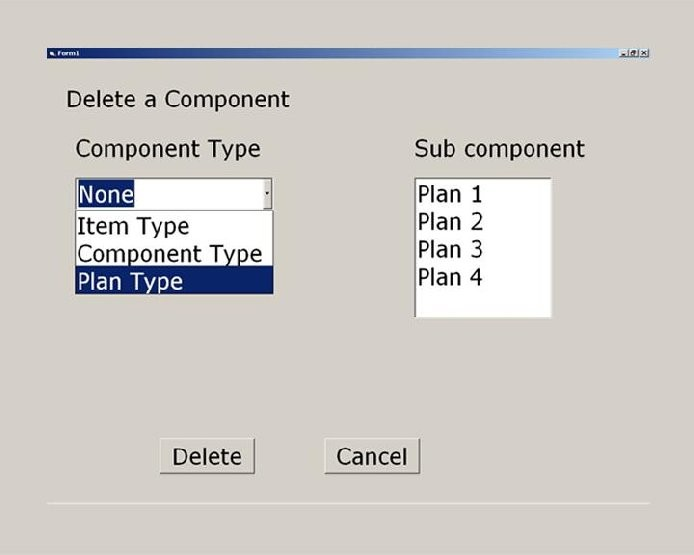 Form1
Delete a Component
Component Type
None
Item Type
Component Type
Plan Type
Sub component
Plan 1
Plan 2
Plan 3
Plan 4
Delete
Cancel